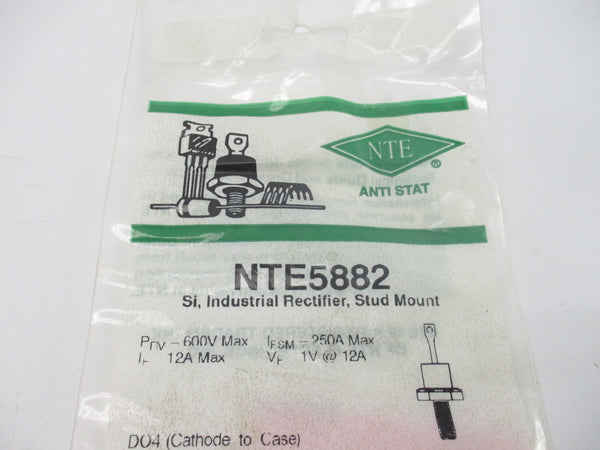 NTE
®
ANTI STAT
NTE5882
Si, Industrial Rectifier, Stud Mount
PRV – 600V Max IFSM – 250A Max
IF 12A Max VF 1V @ 12A
DO4 (Cathode to Case)